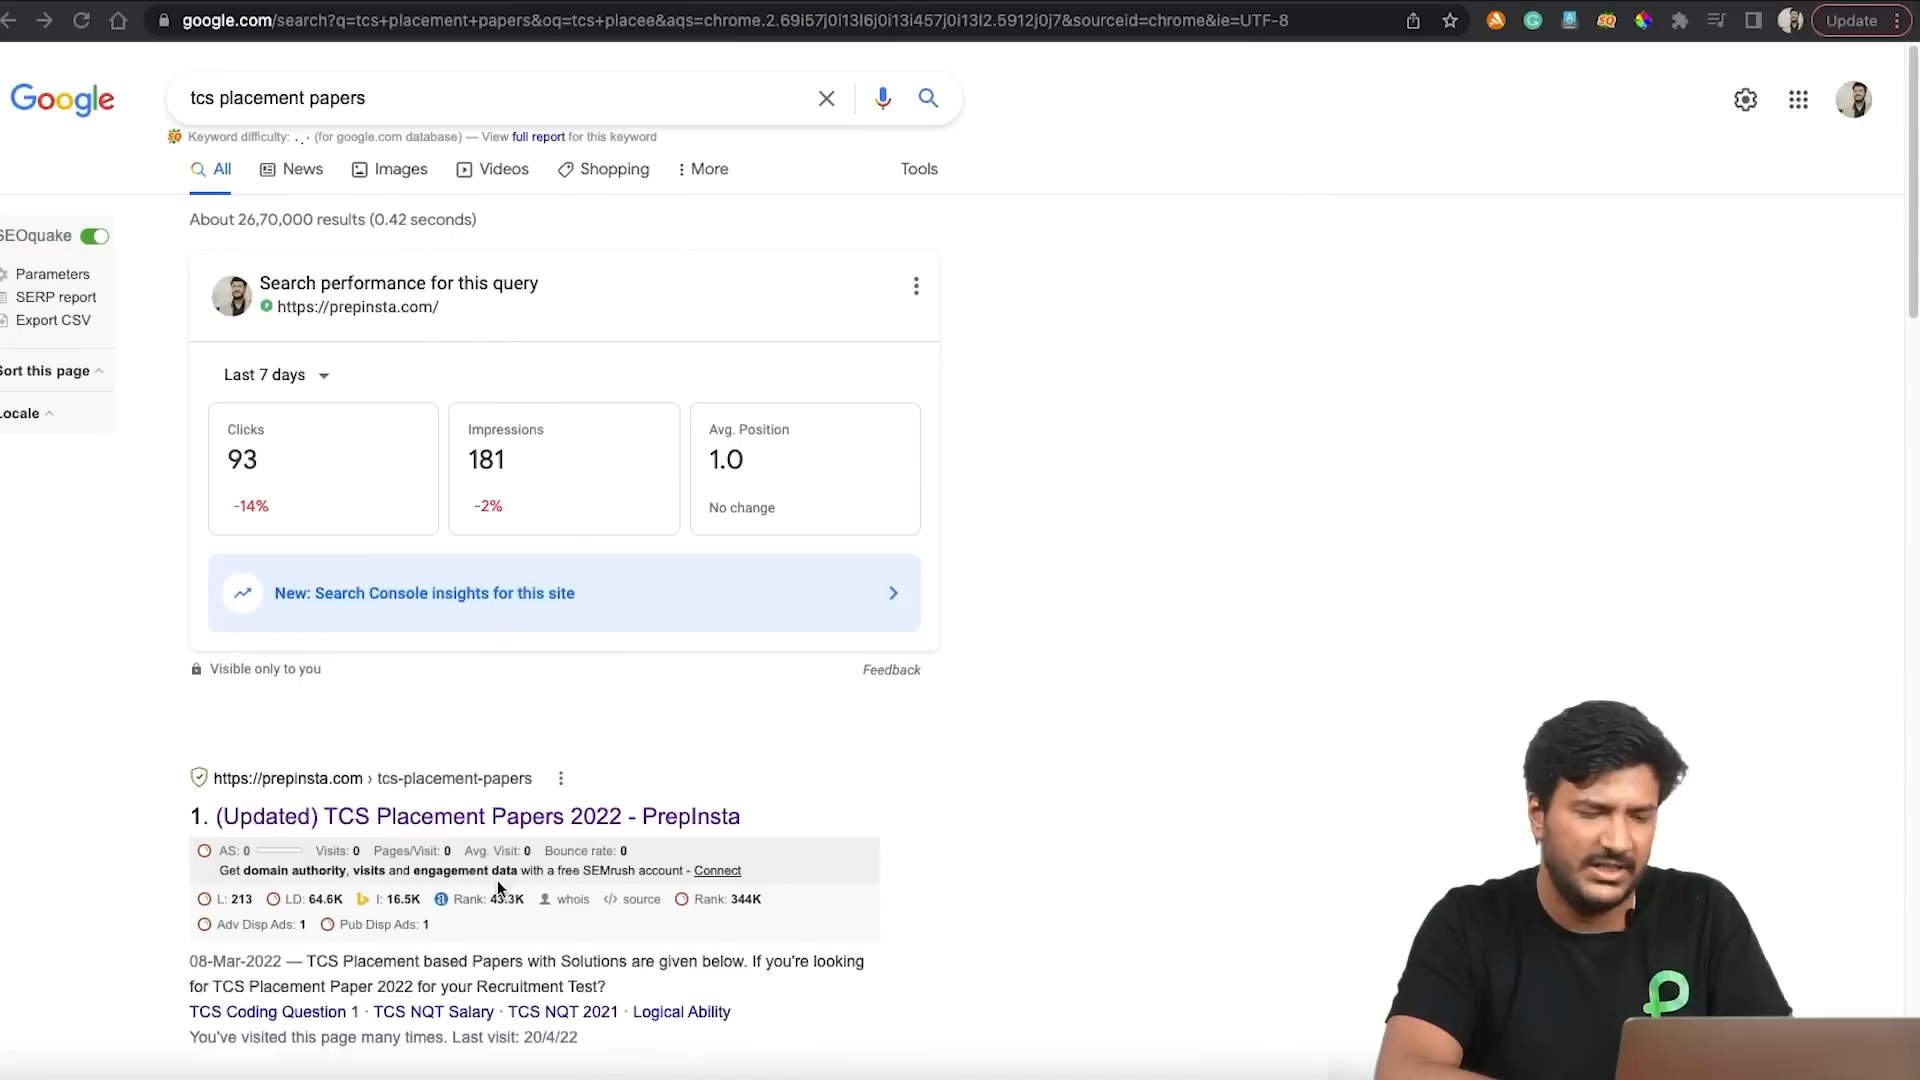 google.com/search?q=tcs+placement+papers&oq=tcs+placee&aqs=chrome.2.69i57j0i13l6j0i13i457j0i13l2.5912j0j7&sourceid=chrome&ie=UTF-8
Update
Google
tcs placement papers
Keyword difficulty: . . . (for google.com database) — View full report for this keyword
All News Images Videos Shopping More Tools
About 26,70,000 results (0.42 seconds)
SEOquake
Parameters
SERP report
Export CSV
Sort this page
Locale
Search performance for this query
https://prepinsta.com/
Last 7 days
Clicks
93
-14%
Impressions
181
-2%
Avg. Position
1.0
No change
New: Search Console insights for this site
Visible only to you
Feedback
https://prepinsta.com › tcs-placement-papers
1. (Updated) TCS Placement Papers 2022 - PrepInsta
AS: 0 Visits: 0 Pages/Visit: 0 Avg. Visit: 0 Bounce rate: 0
Get domain authority, visits and engagement data with a free SEMrush account - Connect
L: 213 LD: 64.6K I: 16.5K Rank: 43.3K whois </> source Rank: 344K
Adv Disp Ads: 1 Pub Disp Ads: 1
08-Mar-2022 — TCS Placement based Papers with Solutions are given below. If you're looking
for TCS Placement Paper 2022 for your Recruitment Test?
TCS Coding Question 1 · TCS NQT Salary · TCS NQT 2021 · Logical Ability
You've visited this page many times. Last visit: 20/4/22